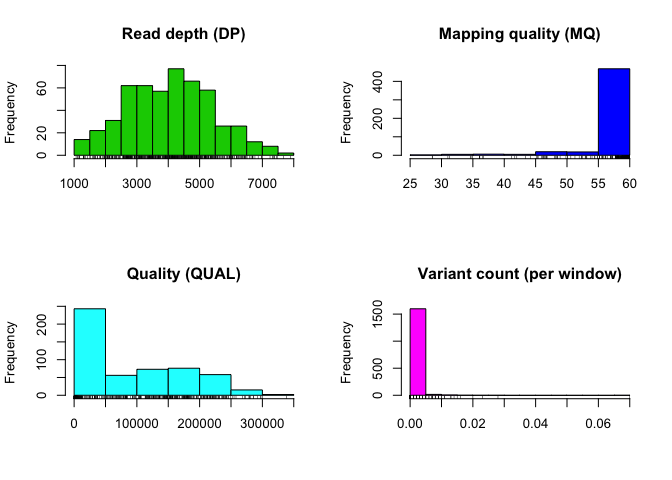 Read depth (DP)
Frequency
0 20 60
1000 3000 5000 7000
Mapping quality (MQ)
Frequency
0 200 400
25 30 35 40 45 50 55 60
Quality (QUAL)
Frequency
0 100 200
0 100000 200000 300000
Variant count (per window)
Frequency
0 500 1500
0.00 0.02 0.04 0.06